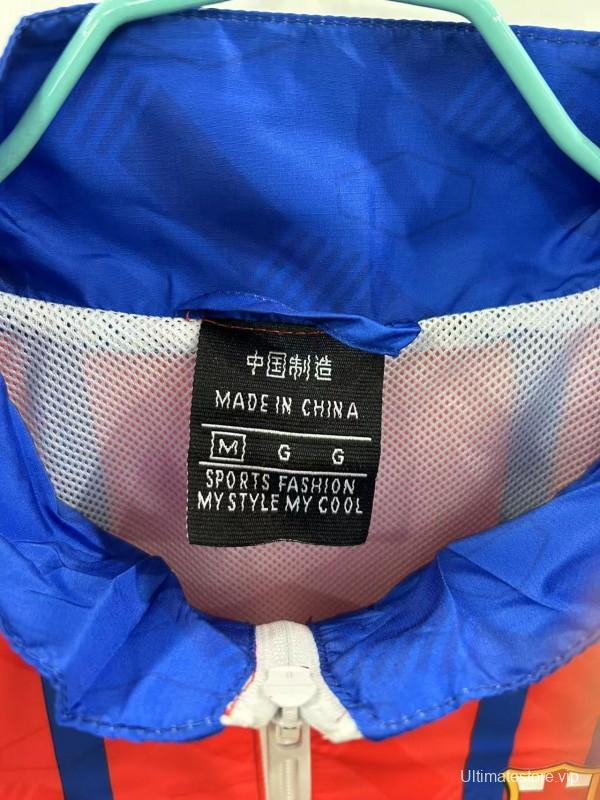 中国制造
MADE IN CHINA
M G G
SPORTS FASHION
MY STYLE MY COOL
Ultimatestore.vip